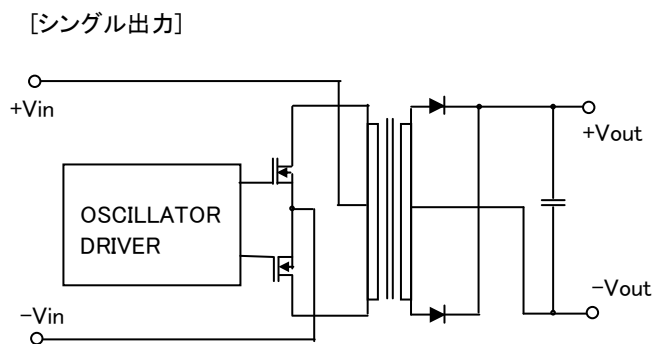 [シングル出力]
+Vin
+Vout
OSCILLATOR
DRIVER
−Vout
−Vin